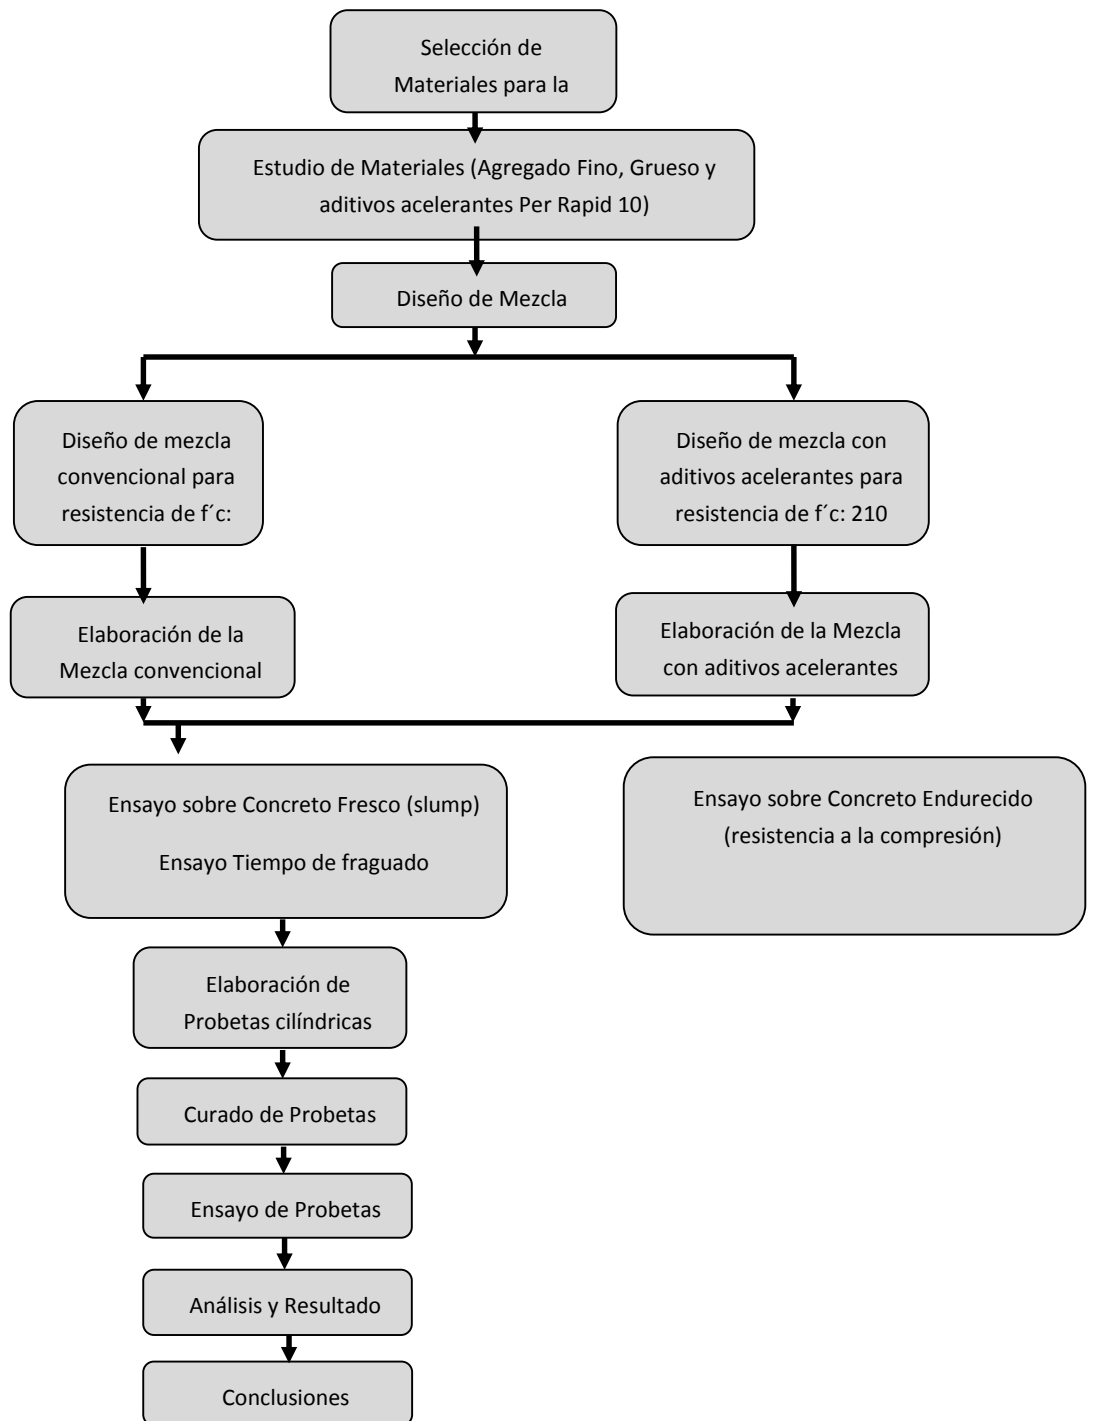 Selección de
Materiales para la
Estudio de Materiales (Agregado Fino, Grueso y
aditivos acelerantes Per Rapid 10)
Diseño de Mezcla
Diseño de mezcla
convencional para
resistencia de f´c:
Diseño de mezcla con
aditivos acelerantes para
resistencia de f´c: 210
Elaboración de la
Mezcla convencional
Elaboración de la Mezcla
con aditivos acelerantes
Ensayo sobre Concreto Fresco (slump)
Ensayo Tiempo de fraguado
Ensayo sobre Concreto Endurecido
(resistencia a la compresión)
Elaboración de
Probetas cilíndricas
Curado de Probetas
Ensayo de Probetas
Análisis y Resultado
Conclusiones